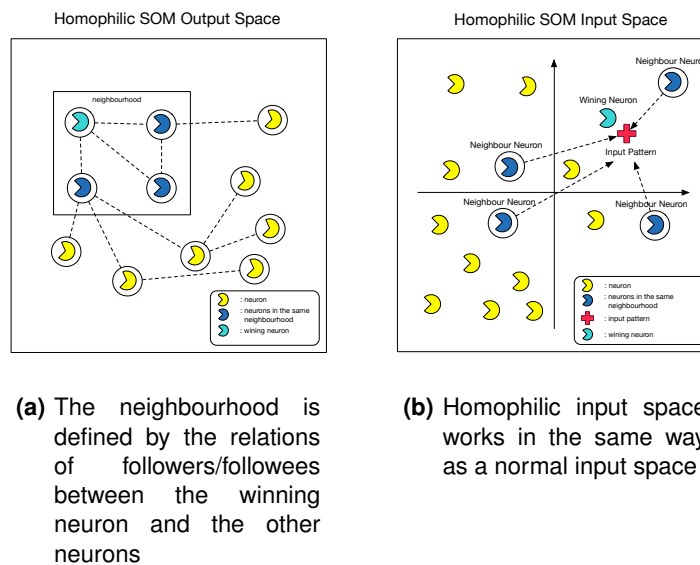 Homophilic SOM Output Space
neighbourhood
: neuron
: neurons in the same
neighbourhood
: wining neuron
(a) The neighbourhood is
defined by the relations
of followers/followees
between the winning
neuron and the other
neurons
Homophilic SOM Input Space
Neighbour Neuron
Wining Neuron
Input Pattern
Neighbour Neuron
Neighbour Neuron
Neighbour Neuron
: neuron
: neurons in the same
neighbourhood
: input pattern
: wining neuron
(b) Homophilic input space
works in the same way
as a normal input space